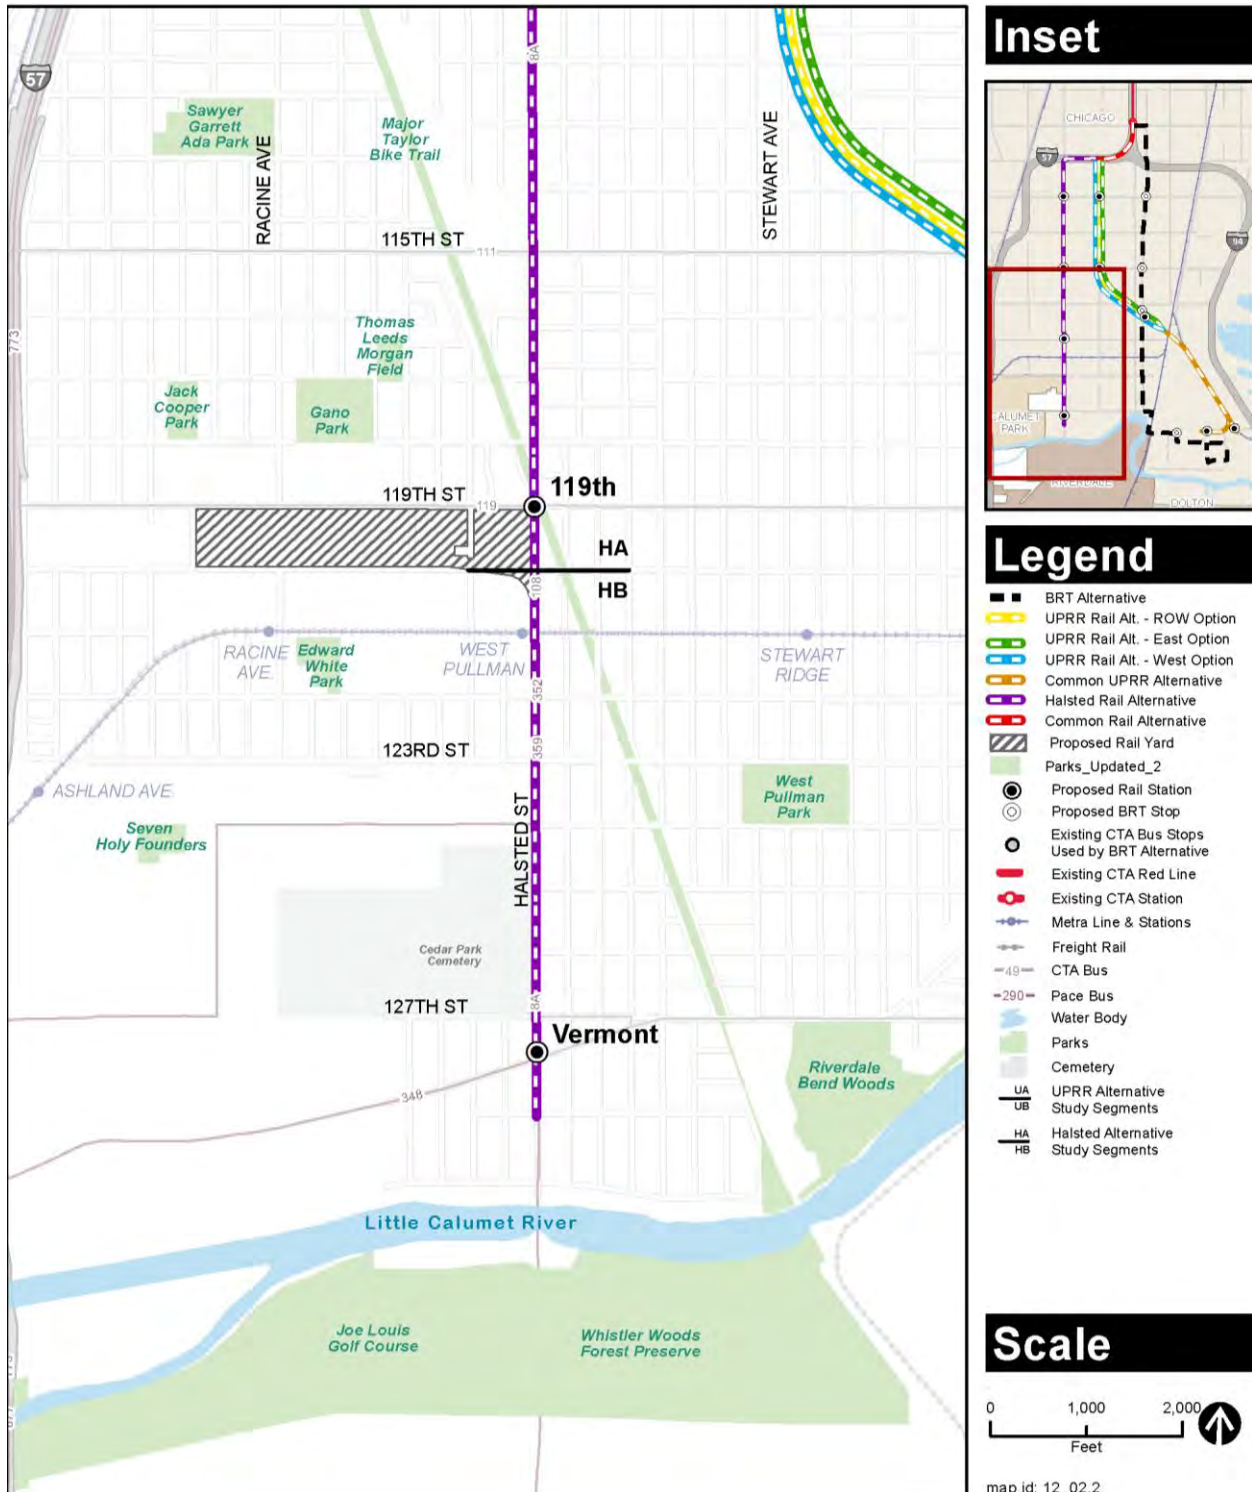 57
Sawyer
Garrett
Ada Park
RACINE AVE
Major
Taylor
Bike Trail
8A
STEWART AVE
115TH ST
111
773
Thomas
Leeds
Morgan
Field
Jack
Cooper
Park
Gano
Park
119TH ST
119
119th
HA
HB
108
RACINE
AVE.
Edward
White
Park
WEST
PULLMAN
STEWART
RIDGE
352
359
123RD ST
ASHLAND AVE.
West
Pullman
Park
Seven
Holy Founders
HALSTED ST
Cedar Park
Cemetery
127TH ST
8A
Vermont
348
Riverdale
Bend Woods
Little Calumet River
Joe Louis
Golf Course
Whistler Woods
Forest Preserve
Inset
CHICAGO
57
94
CALUMET
PARK
RIVERDALE
DOLTON
Legend
BRT Alternative
UPRR Rail Alt. - ROW Option
UPRR Rail Alt. - East Option
UPRR Rail Alt. - West Option
Common UPRR Alternative
Halsted Rail Alternative
Common Rail Alternative
Proposed Rail Yard
Parks_Updated_2
Proposed Rail Station
Proposed BRT Stop
Existing CTA Bus Stops
Used by BRT Alternative
Existing CTA Red Line
Existing CTA Station
Metra Line & Stations
Freight Rail
49 CTA Bus
290 Pace Bus
Water Body
Parks
Cemetery
UA UPRR Alternative
UB Study Segments
HA Halsted Alternative
HB Study Segments
Scale
0 1,000 2,000
Feet
map id: 12_02.2